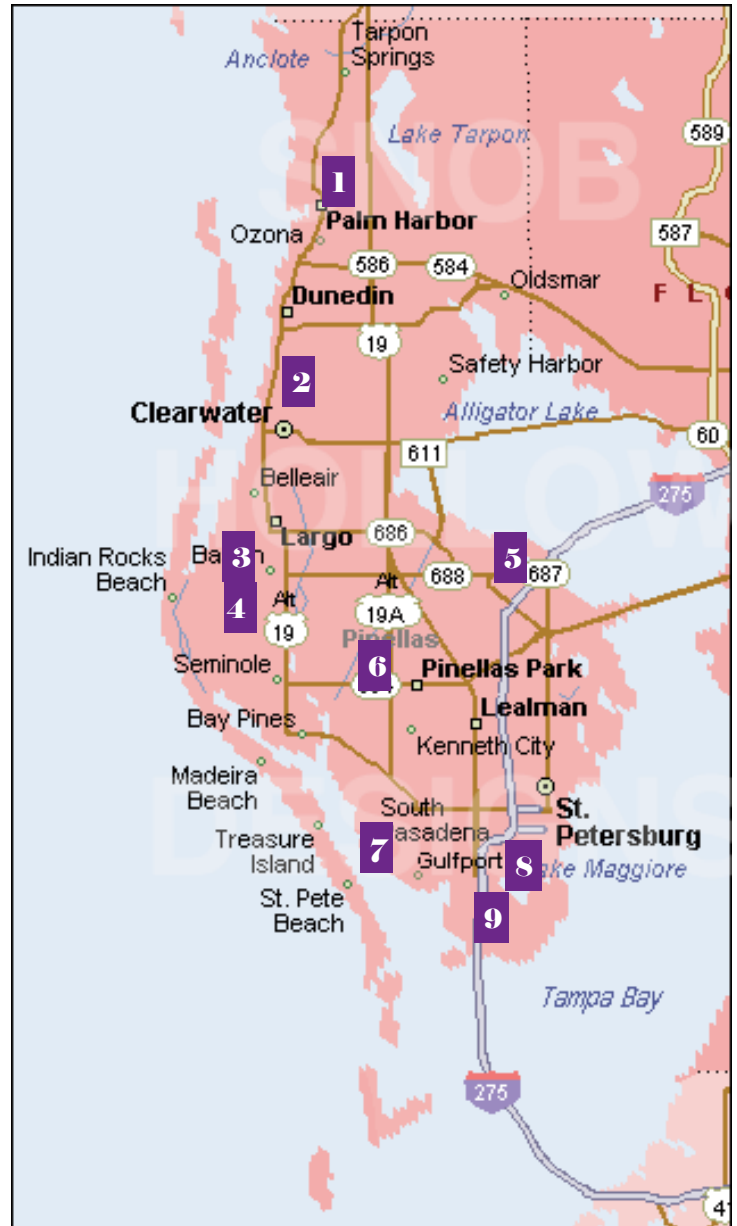 Tarpon
Springs
Anclote
SNOB
Lake Tarpon
589
1
Palm Harbor
587
Ozona
586
584
Oldsmar
F L
Dunedin
19
Safety Harbor
2
Clearwater
Alligator Lake
60
611
HOLLOW
Belleair
275
Largo
686
Indian Rocks
Beach
3
5
688
687
Alt
4
Alt
19
19A
Pinellas
6
Seminole
Pinellas Park
Lealman
Bay Pines
Kenneth City
Madeira
Beach
DESIGNS
South
St.
Petersburg
Treasure
Island
7
Gulfport
8
Maggiore
St. Pete
Beach
9
Tampa Bay
275